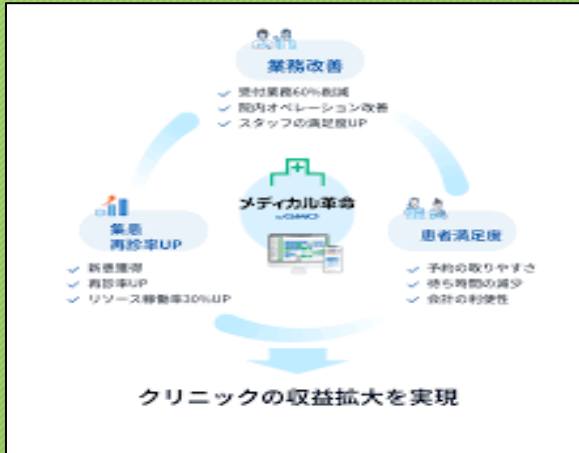 業務改善
受付業務60%削減
院内オペレーション改善
スタッフの満足度UP
メディカル革命
by GMO
集患
再診率UP
新患獲得
再診率UP
リソース稼働率30%UP
患者満足度
予約の取りやすさ
待ち時間の減少
会計の利便性
クリニックの収益拡大を実現